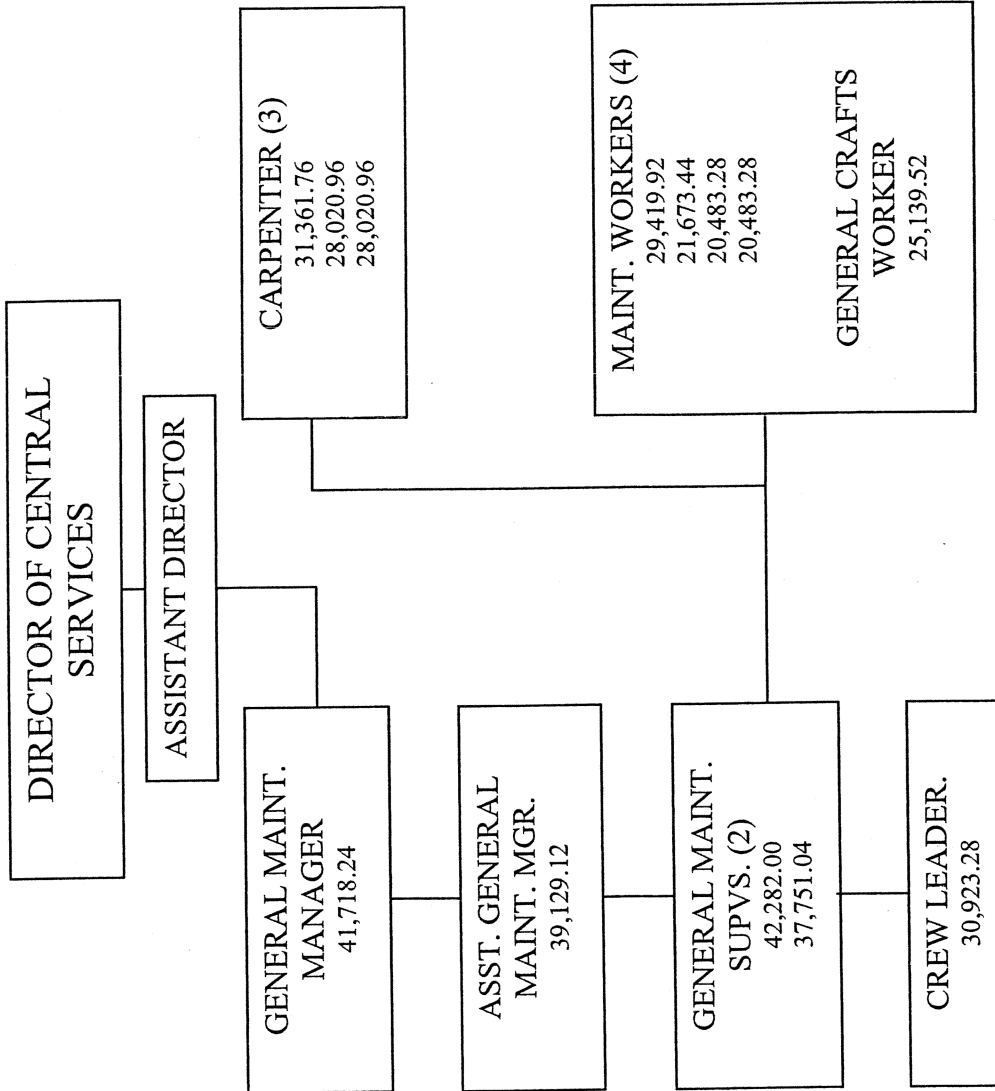 DIRECTOR OF CENTRAL
SERVICES
ASSISTANT DIRECTOR
GENERAL MAINT.
MANAGER
41,718.24
ASST. GENERAL
MAINT. MGR.
39,129.12
GENERAL MAINT.
SUPVS. (2)
42,282.00
37,751.04
CREW LEADER.
30,923.28
CARPENTER (3)
31,361.76
28,020.96
28,020.96
MAINT. WORKERS (4)
29,419.92
21,673.44
20,483.28
20,483.28
GENERAL CRAFTS
WORKER
25,139.52